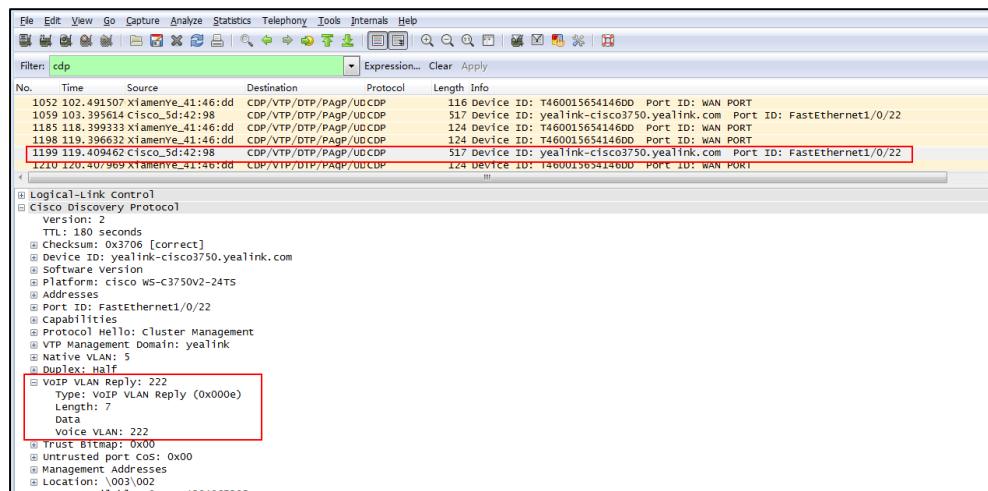 File Edit View Go Capture Analyze Statistics Telephony Tools Internals Help
Filter: cdp Expression... Clear Apply
No. Time Source Destination Protocol Length Info
1052 102.491507 XiamenYe_41:46:dd CDP/VTP/DTP/PAgP/UDCDP 116 Device ID: T460015654146DD Port ID: WAN PORT
1059 103.395614 Cisco_5d:42:98 CDP/VTP/DTP/PAgP/UDCDP 517 Device ID: yealink-cisco3750.yealink.com Port ID: FastEthernet1/0/22
1185 118.399333 XiamenYe_41:46:dd CDP/VTP/DTP/PAgP/UDCDP 124 Device ID: T460015654146DD Port ID: WAN PORT
1198 119.396632 XiamenYe_41:46:dd CDP/VTP/DTP/PAgP/UDCDP 124 Device ID: T460015654146DD Port ID: WAN PORT
1199 119.409462 Cisco_5d:42:98 CDP/VTP/DTP/PAgP/UDCDP 517 Device ID: yealink-cisco3750.yealink.com Port ID: FastEthernet1/0/22
1210 120.407969 XiamenYe_41:46:dd CDP/VTP/DTP/PAgP/UDCDP 124 Device ID: T460015654146DD Port ID: WAN PORT
Logical-Link Control
Cisco Discovery Protocol
Version: 2
TTL: 180 seconds
Checksum: 0x3706 [correct]
Device ID: yealink-cisco3750.yealink.com
Software Version
Platform: cisco WS-C3750V2-24TS
Addresses
Port ID: FastEthernet1/0/22
Capabilities
Protocol Hello: Cluster Management
VTP Management Domain: yealink
Native VLAN: 5
Duplex: Half
VoIP VLAN Reply: 222
Type: VoIP VLAN Reply (0x000e)
Length: 7
Data
Voice VLAN: 222
Trust Bitmap: 0x00
Untrusted port CoS: 0x00
Management Addresses
Location: \003\002